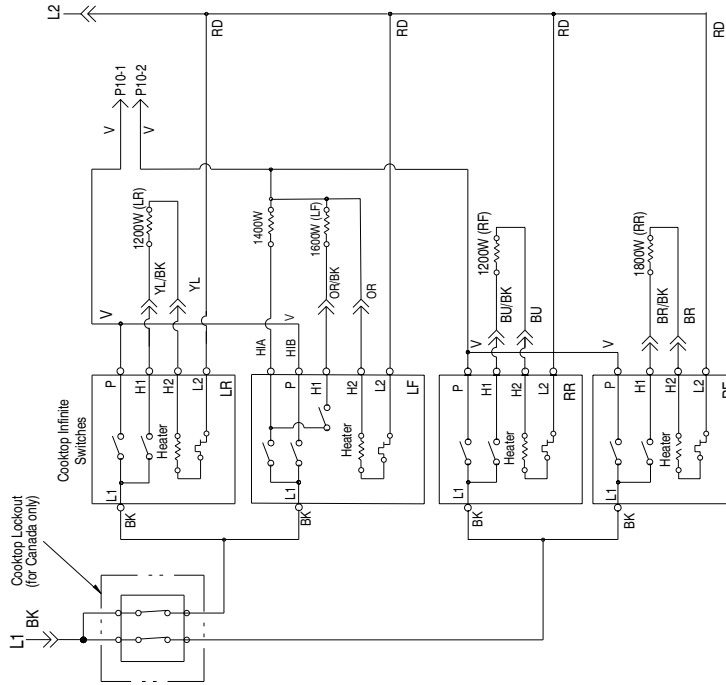 L2
P10-1
P10-2
V
V
RD
RD
RD
RD
1200W (LR)
YL/BK
YL
1400W
1600W (LF)
OR/BK
OR
1200W (RF)
BU/BK
BU
1800W (RR)
BR/BK
BR
V
V
V
V
Cooktop Infinite
Switches
P
H1
H2
L2
LR
Heater
L1
BK
HIA
HIB
P
H1
H2
L2
LF
Heater
L1
BK
P
H1
H2
L2
RR
Heater
L1
BK
P
H1
H2
L2
Heater
L1
BK
Cooktop Lockout
(for Canada only)
L1
BK